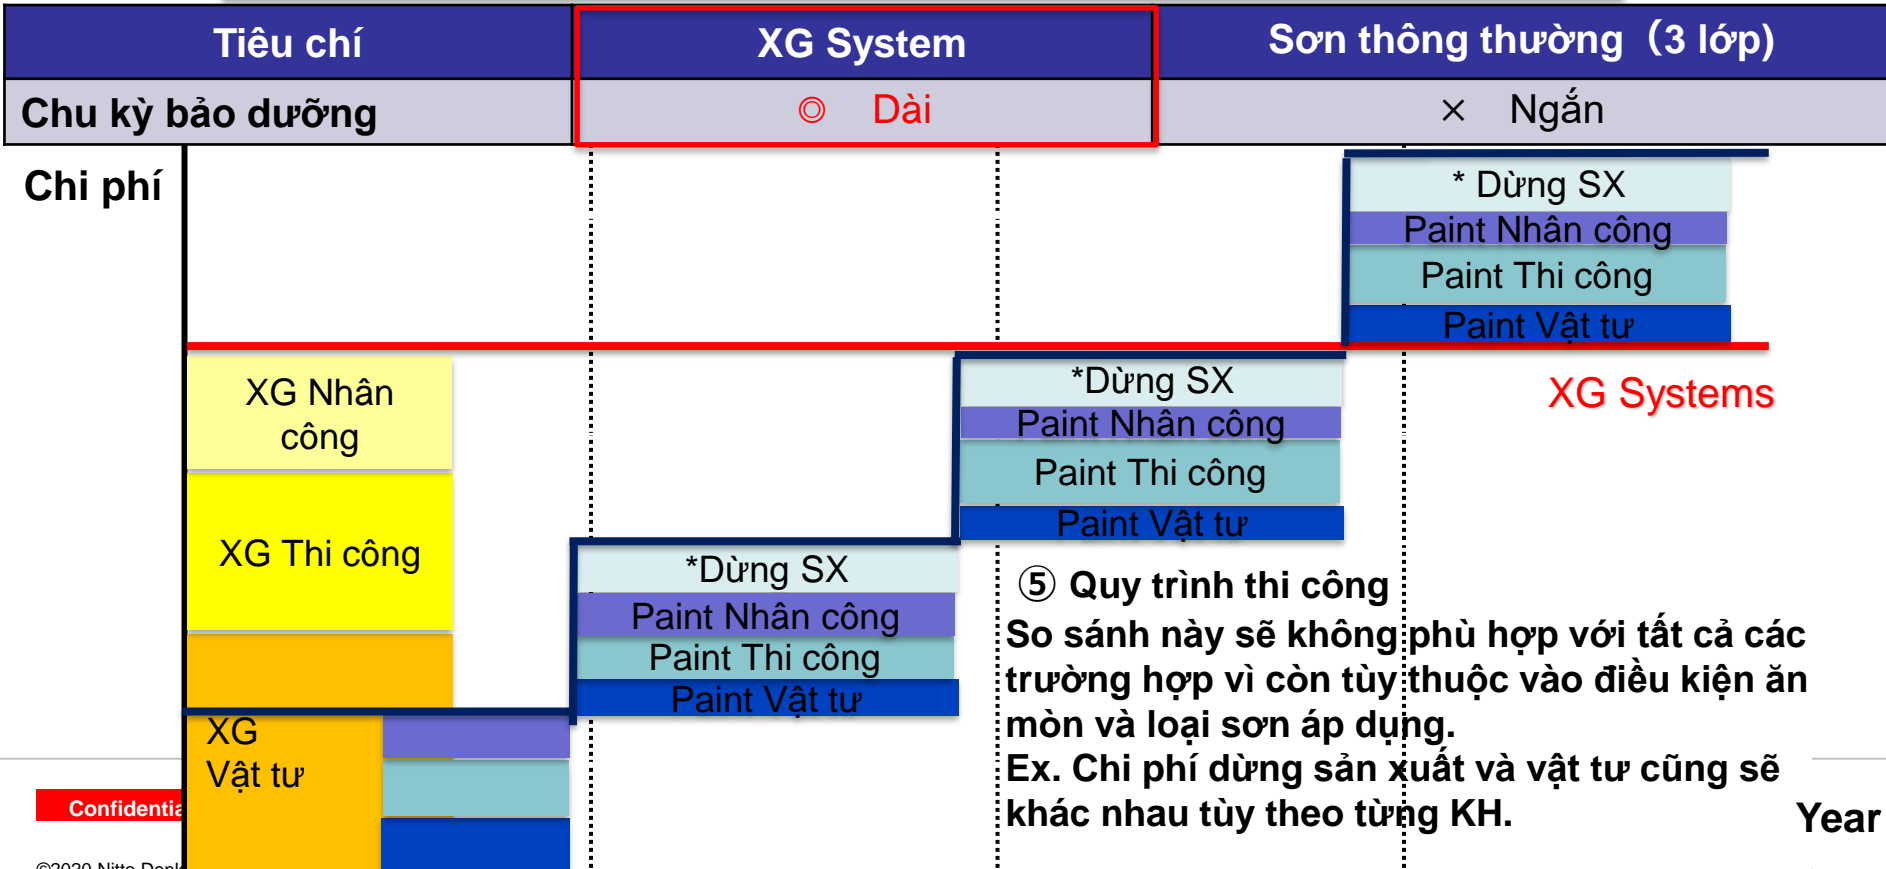 Tiêu chí
XG System
Sơn thông thường（3 lớp)
Chu kỳ bảo dưỡng
◎ Dài
× Ngắn
Chi phí
* Dừng SX
Paint Nhân công
Paint Thi công
Paint Vật tư
XG Systems
XG Nhân
công
XG Thi công
XG
Vật tư
*Dừng SX
Paint Nhân công
Paint Thi công
Paint Vật tư
*Dừng SX
Paint Nhân công
Paint Thi công
Paint Vật tư
⑤ Quy trình thi công
So sánh này sẽ không phù hợp với tất cả các
trường hợp vì còn tùy thuộc vào điều kiện ăn
mòn và loại sơn áp dụng.
Ex. Chi phí dừng sản xuất và vật tư cũng sẽ
khác nhau tùy theo từng KH.
Year
Confidentia